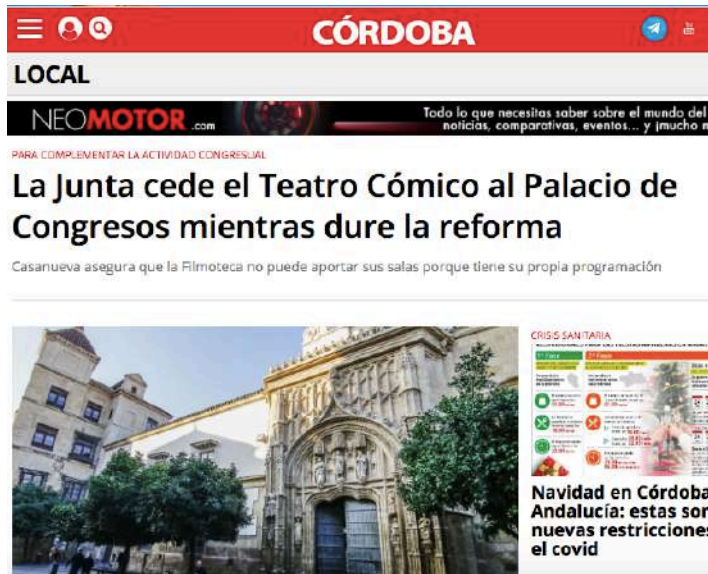 CÓRDOBA
LOCAL
NEOMOTOR.com
Todo lo que necesitas saber sobre el mundo del
noticias, comparativas, eventos... y ¡mucho
PARA COMPLEMENTAR LA ACTIVIDAD CONGRESUAL
La Junta cede el Teatro Cómico al Palacio de
Congresos mientras dure la reforma
Casanueva asegura que la Filmoteca no puede aportar sus salas porque tiene su propia programación
CRISIS SANITARIA
Navidad en Córdoba
Andalucía: estas
nuevas restricciones
el covid